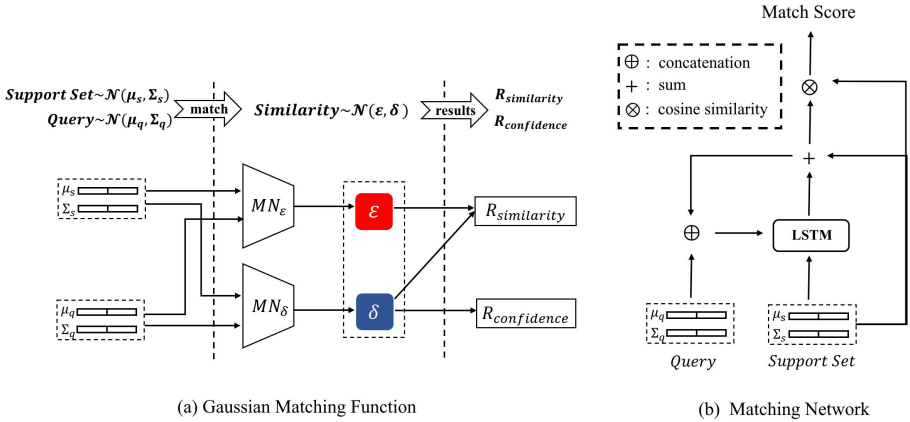 Support Set~𝒩(μs, Σs)
Query~𝒩(μq, Σq)
match
Similarity~𝒩(ε, δ)
results
Rsimilarity
Rconfidence
μs
Σs
μq
Σq
MNε
MNδ
ε
δ
Rsimilarity
Rconfidence
(a) Gaussian Matching Function
Match Score
⊕ : concatenation
+ : sum
⊗ : cosine similarity
⊗
+
⊕
LSTM
μq
Σq
Query
μs
Σs
Support Set
(b) Matching Network